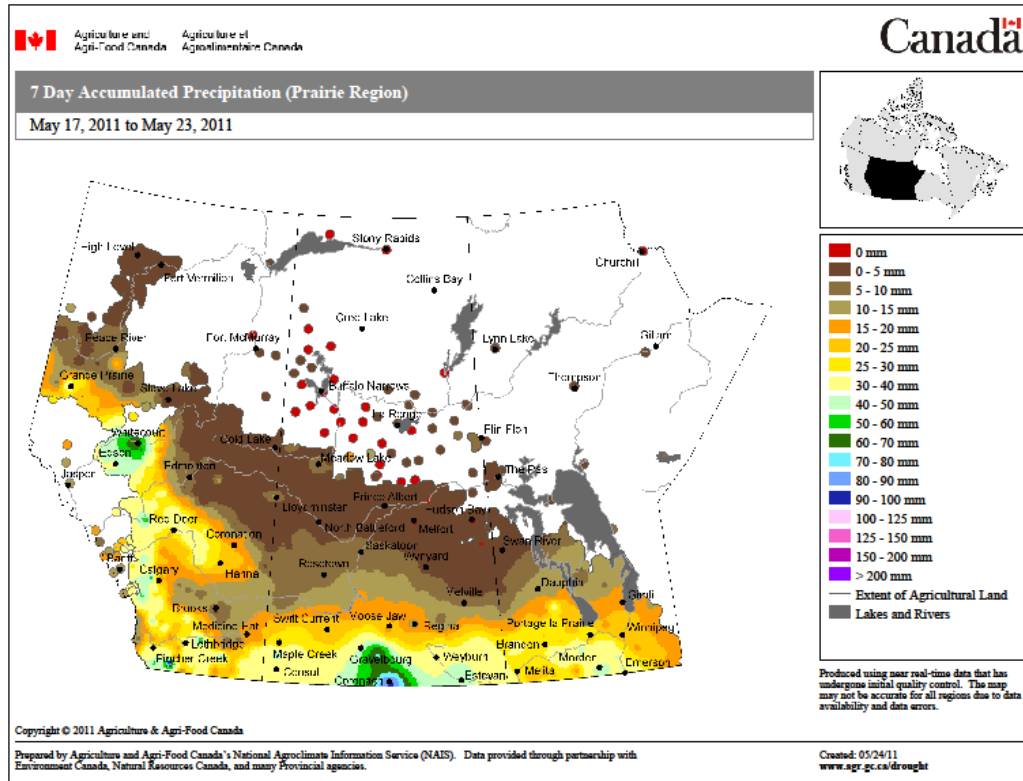 Agriculture and
Agri-Food Canada
Agriculture et
Agroalimentaire Canada
Canada
7 Day Accumulated Precipitation (Prairie Region)
May 17, 2011 to May 23, 2011
High Level
Fort Vermilion
Stony Rapids
Churchill
Collins Bay
Cree Lake
Peace River
Fort McMurray
Lynn Lake
Gillam
Grande Prairie
Slave Lake
Buffalo Narrows
Thompson
La Ronge
Flin Flon
Whitecourt
Edson
Cold Lake
Meadow Lake
Jasper
Edmonton
The Pas
Lloydminster
Prince Albert
Hudson Bay
Red Deer
North Battleford
Melfort
Coronation
Saskatoon
Swan River
Banff
Calgary
Hanna
Rosetown
Wynyard
Dauphin
Brooks
Melville
Gimli
Medicine Hat
Swift Current
Moose Jaw
Regina
Portage la Prairie
Winnipeg
Lethbridge
Pincher Creek
Maple Creek
Gravelbourg
Weyburn
Brandon
Morden
Consul
Coronach
Estevan
Melita
Emerson
0 mm
0 - 5 mm
5 - 10 mm
10 - 15 mm
15 - 20 mm
20 - 25 mm
25 - 30 mm
30 - 40 mm
40 - 50 mm
50 - 60 mm
60 - 70 mm
70 - 80 mm
80 - 90 mm
90 - 100 mm
100 - 125 mm
125 - 150 mm
150 - 200 mm
> 200 mm
Extent of Agricultural Land
Lakes and Rivers
Produced using near real-time data that has
undergone initial quality control. The map
may not be accurate for all regions due to data
availability and data errors.
Copyright © 2011 Agriculture & Agri-Food Canada
Prepared by Agriculture and Agri-Food Canada's National Agroclimate Information Service (NAIS). Data provided through partnership with
Environment Canada, Natural Resources Canada, and many Provincial agencies.
Created: 05/24/11
www.agr.gc.ca/drought